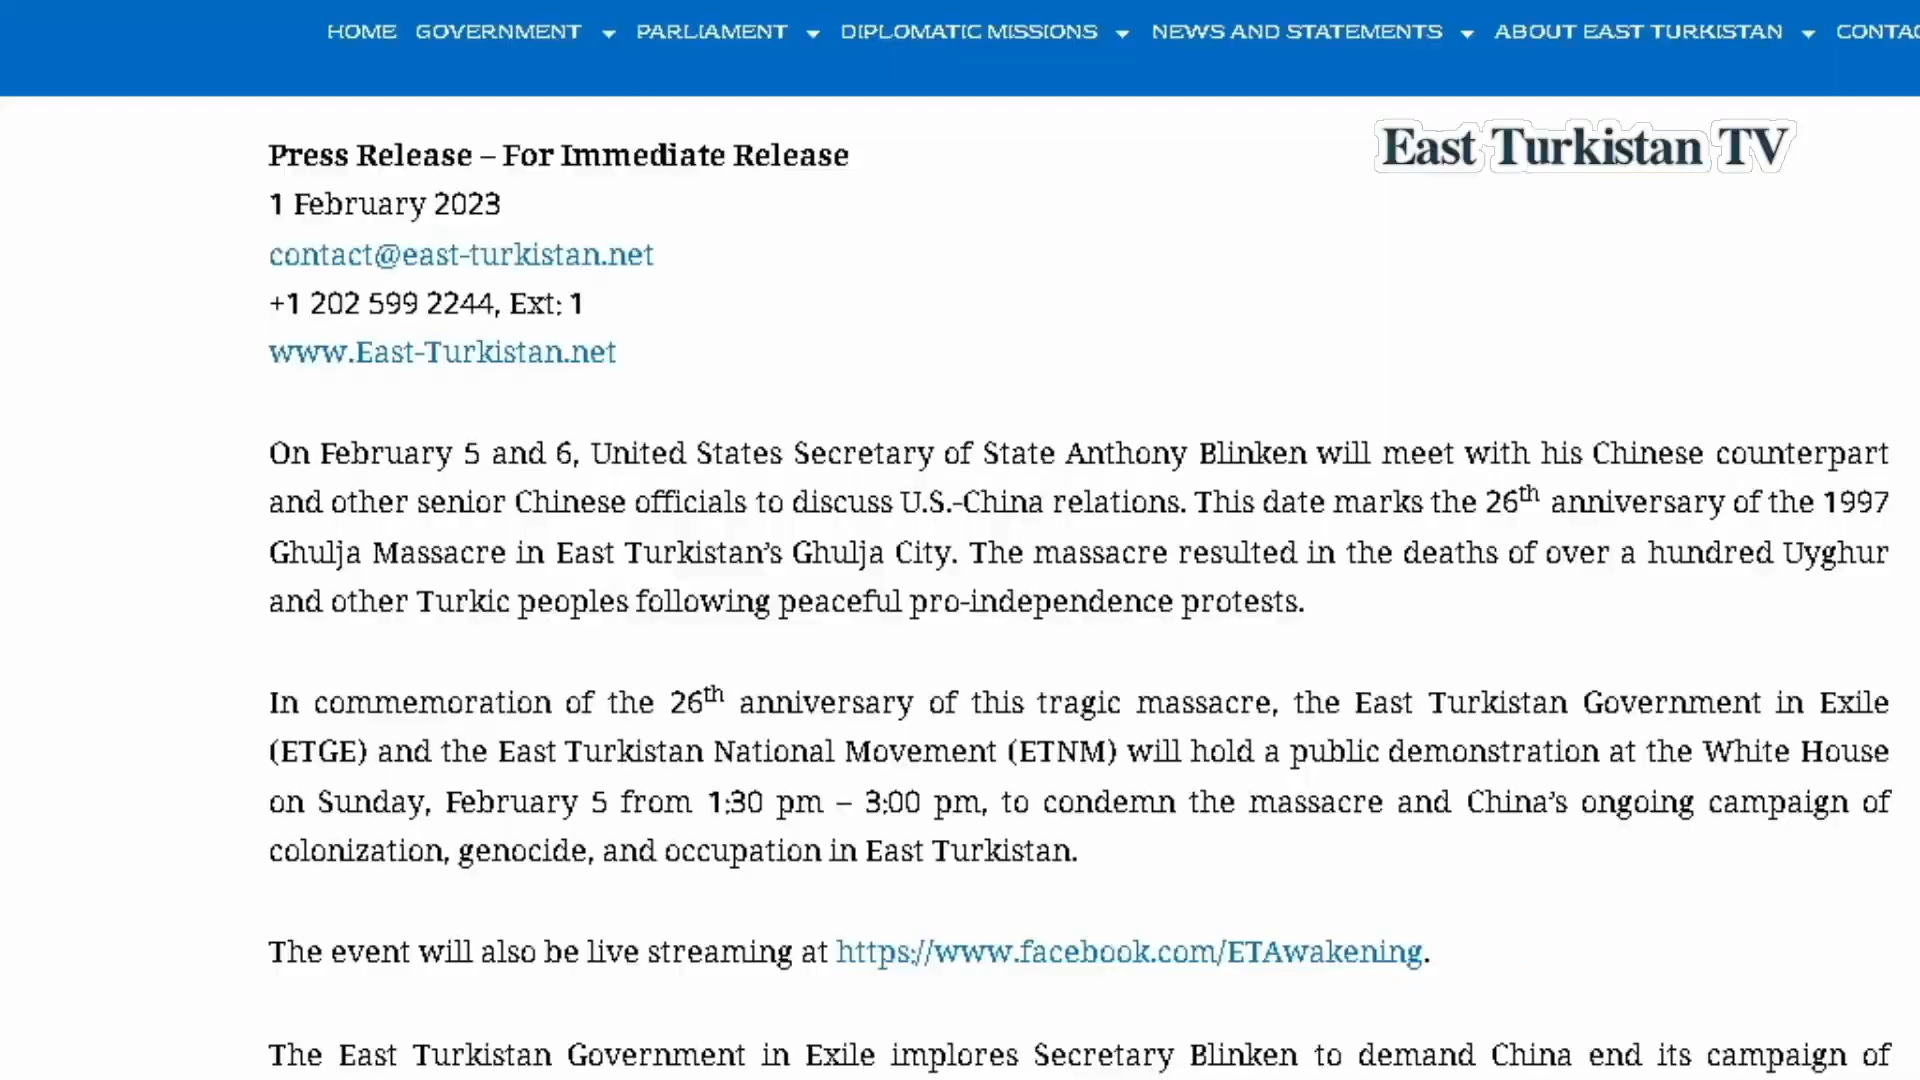 HOME GOVERNMENT PARLIAMENT DIPLOMATIC MISSIONS NEWS AND STATEMENTS ABOUT EAST TURKISTAN CONTAC
East Turkistan TV
Press Release – For Immediate Release
1 February 2023
contact@east-turkistan.net
+1 202 599 2244, Ext: 1
www.East-Turkistan.net
On February 5 and 6, United States Secretary of State Anthony Blinken will meet with his Chinese counterpart
and other senior Chinese officials to discuss U.S.-China relations. This date marks the 26th anniversary of the 1997
Ghulja Massacre in East Turkistan’s Ghulja City. The massacre resulted in the deaths of over a hundred Uyghur
and other Turkic peoples following peaceful pro-independence protests.
In commemoration of the 26th anniversary of this tragic massacre, the East Turkistan Government in Exile
(ETGE) and the East Turkistan National Movement (ETNM) will hold a public demonstration at the White House
on Sunday, February 5 from 1:30 pm – 3:00 pm, to condemn the massacre and China’s ongoing campaign of
colonization, genocide, and occupation in East Turkistan.
The event will also be live streaming at https://www.facebook.com/ETAwakening.
The East Turkistan Government in Exile implores Secretary Blinken to demand China end its campaign of